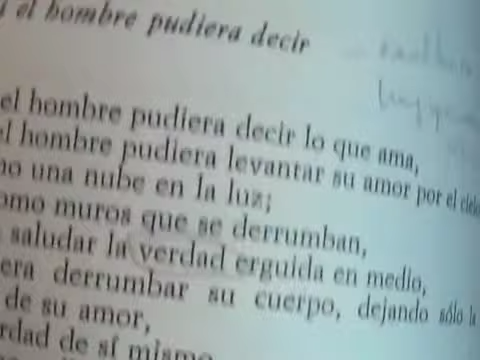 el hombre pudiera decir
el hombre pudiera decir lo que ama,
el hombre pudiera levantar su amor por el cielo
una nube en la luz;
omo muros que se derrumban,
saludar la verdad erguida en medio,
era derrumbar su cuerpo, dejando sólo la
de su amor,
rdad de sí mismo